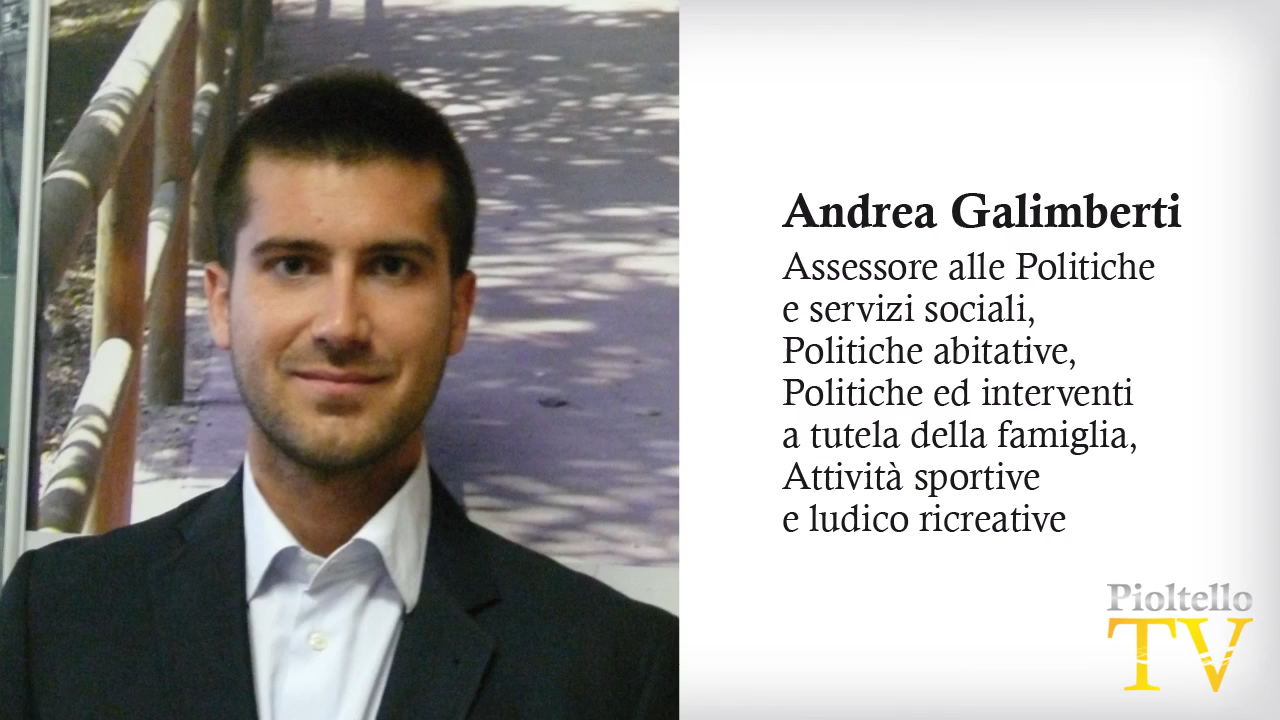 Andrea Galimberti
Assessore alle Politiche
e servizi sociali,
Politiche abitative,
Politiche ed interventi
a tutela della famiglia,
Attività sportive
e ludico ricreative
Pioltello
TV